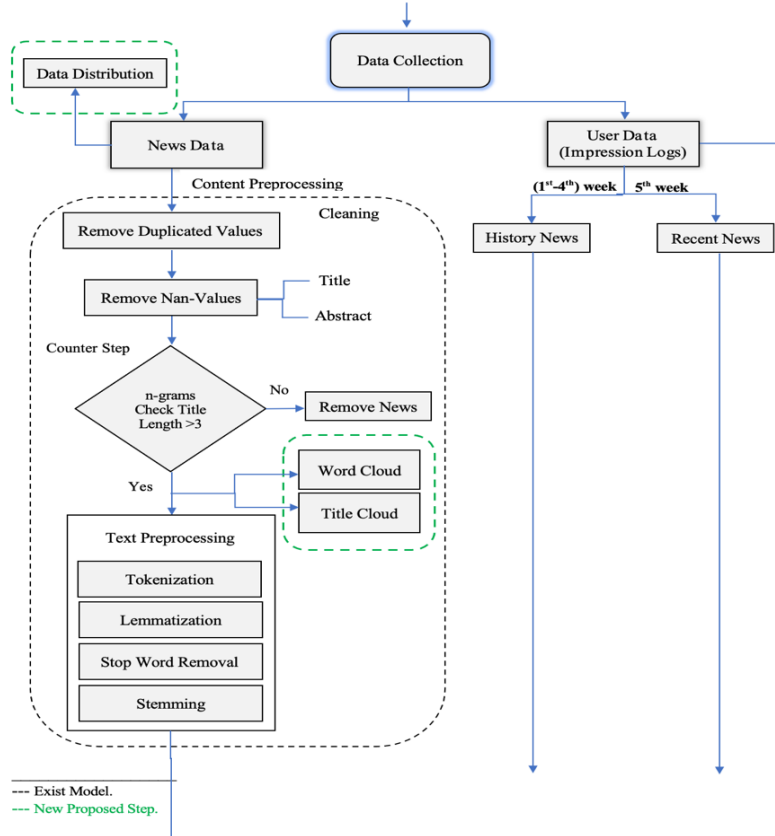 Data Collection
Data Distribution
News Data
User Data
(Impression Logs)
Content Preprocessing
(1st-4th) week
5th week
Cleaning
Remove Duplicated Values
History News
Recent News
Remove Nan-Values
Title
Abstract
Counter Step
n-grams
Check Title
Length >3
No
Remove News
Yes
Word Cloud
Title Cloud
Text Preprocessing
Tokenization
Lemmatization
Stop Word Removal
Stemming
--- Exist Model.
--- New Proposed Step.